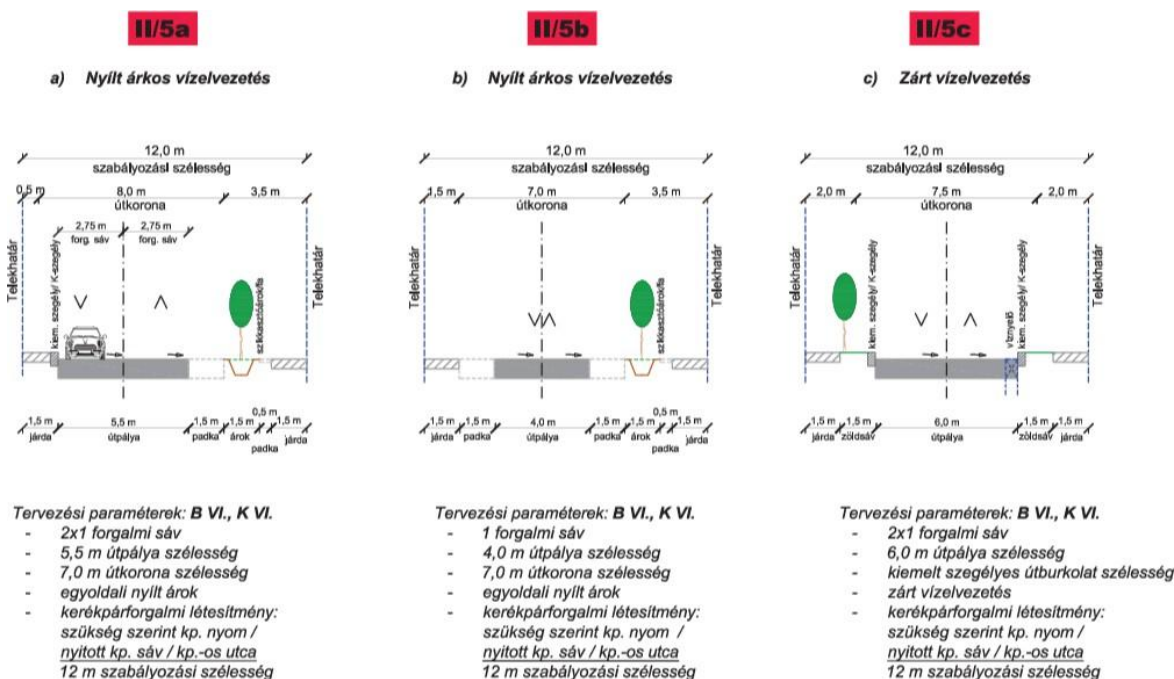 II/5a
a) Nyílt árkos vízelvezetés
12,0 m
szabályozási szélesség
0,5 m 8,0 m 3,5 m
útkorona
2,75 m 2,75 m
forg. sáv forg. sáv
Telekhatár
kiem. szegély/ K-szegély
szikkasztóárok/fa
Telekhatár
0,5 m
1,5 m 5,5 m 1,5 m 1,5 m 1,5 m
járda útpálya padka árok járda
padka
Tervezési paraméterek: B VI., K VI.
- 2x1 forgalmi sáv
- 5,5 m útpálya szélesség
- 7,0 m útkorona szélesség
- egyoldali nyílt árok
- kerékpárforgalmi létesítmény:
szükség szerint kp. nyom /
nyitott kp. sáv / kp.-os utca
12 m szabályozási szélesség
II/5b
b) Nyílt árkos vízelvezetés
12,0 m
szabályozási szélesség
1,5 m 7,0 m 3,5 m
útkorona
Telekhatár
szikkasztóárok/fa
Telekhatár
0,5 m
1,5 m 1,5 m 4,0 m 1,5 m 1,5 m 1,5 m
járda padka útpálya padka árok járda
padka
Tervezési paraméterek: B VI., K VI.
- 1 forgalmi sáv
- 4,0 m útpálya szélesség
- 7,0 m útkorona szélesség
- egyoldali nyílt árok
- kerékpárforgalmi létesítmény:
szükség szerint kp. nyom /
nyitott kp. sáv / kp.-os utca
12 m szabályozási szélesség
II/5c
c) Zárt vízelvezetés
12,0 m
szabályozási szélesség
2,0 m 7,5 m 2,0 m
útkorona
Telekhatár
kiem. szegély/ K-szegély
víznyelő
kiem. szegély/ K-szegély
Telekhatár
1,5 m 1,5 m 6,0 m 1,5 m 1,5 m
járda zöldsáv útpálya zöldsáv járda
Tervezési paraméterek: B VI., K VI.
- 2x1 forgalmi sáv
- 6,0 m útpálya szélesség
- kiemelt szegélyes útburkolat szélesség
- zárt vízelvezetés
- kerékpárforgalmi létesítmény:
szükség szerint kp. nyom /
nyitott kp. sáv / kp.-os utca
12 m szabályozási szélesség